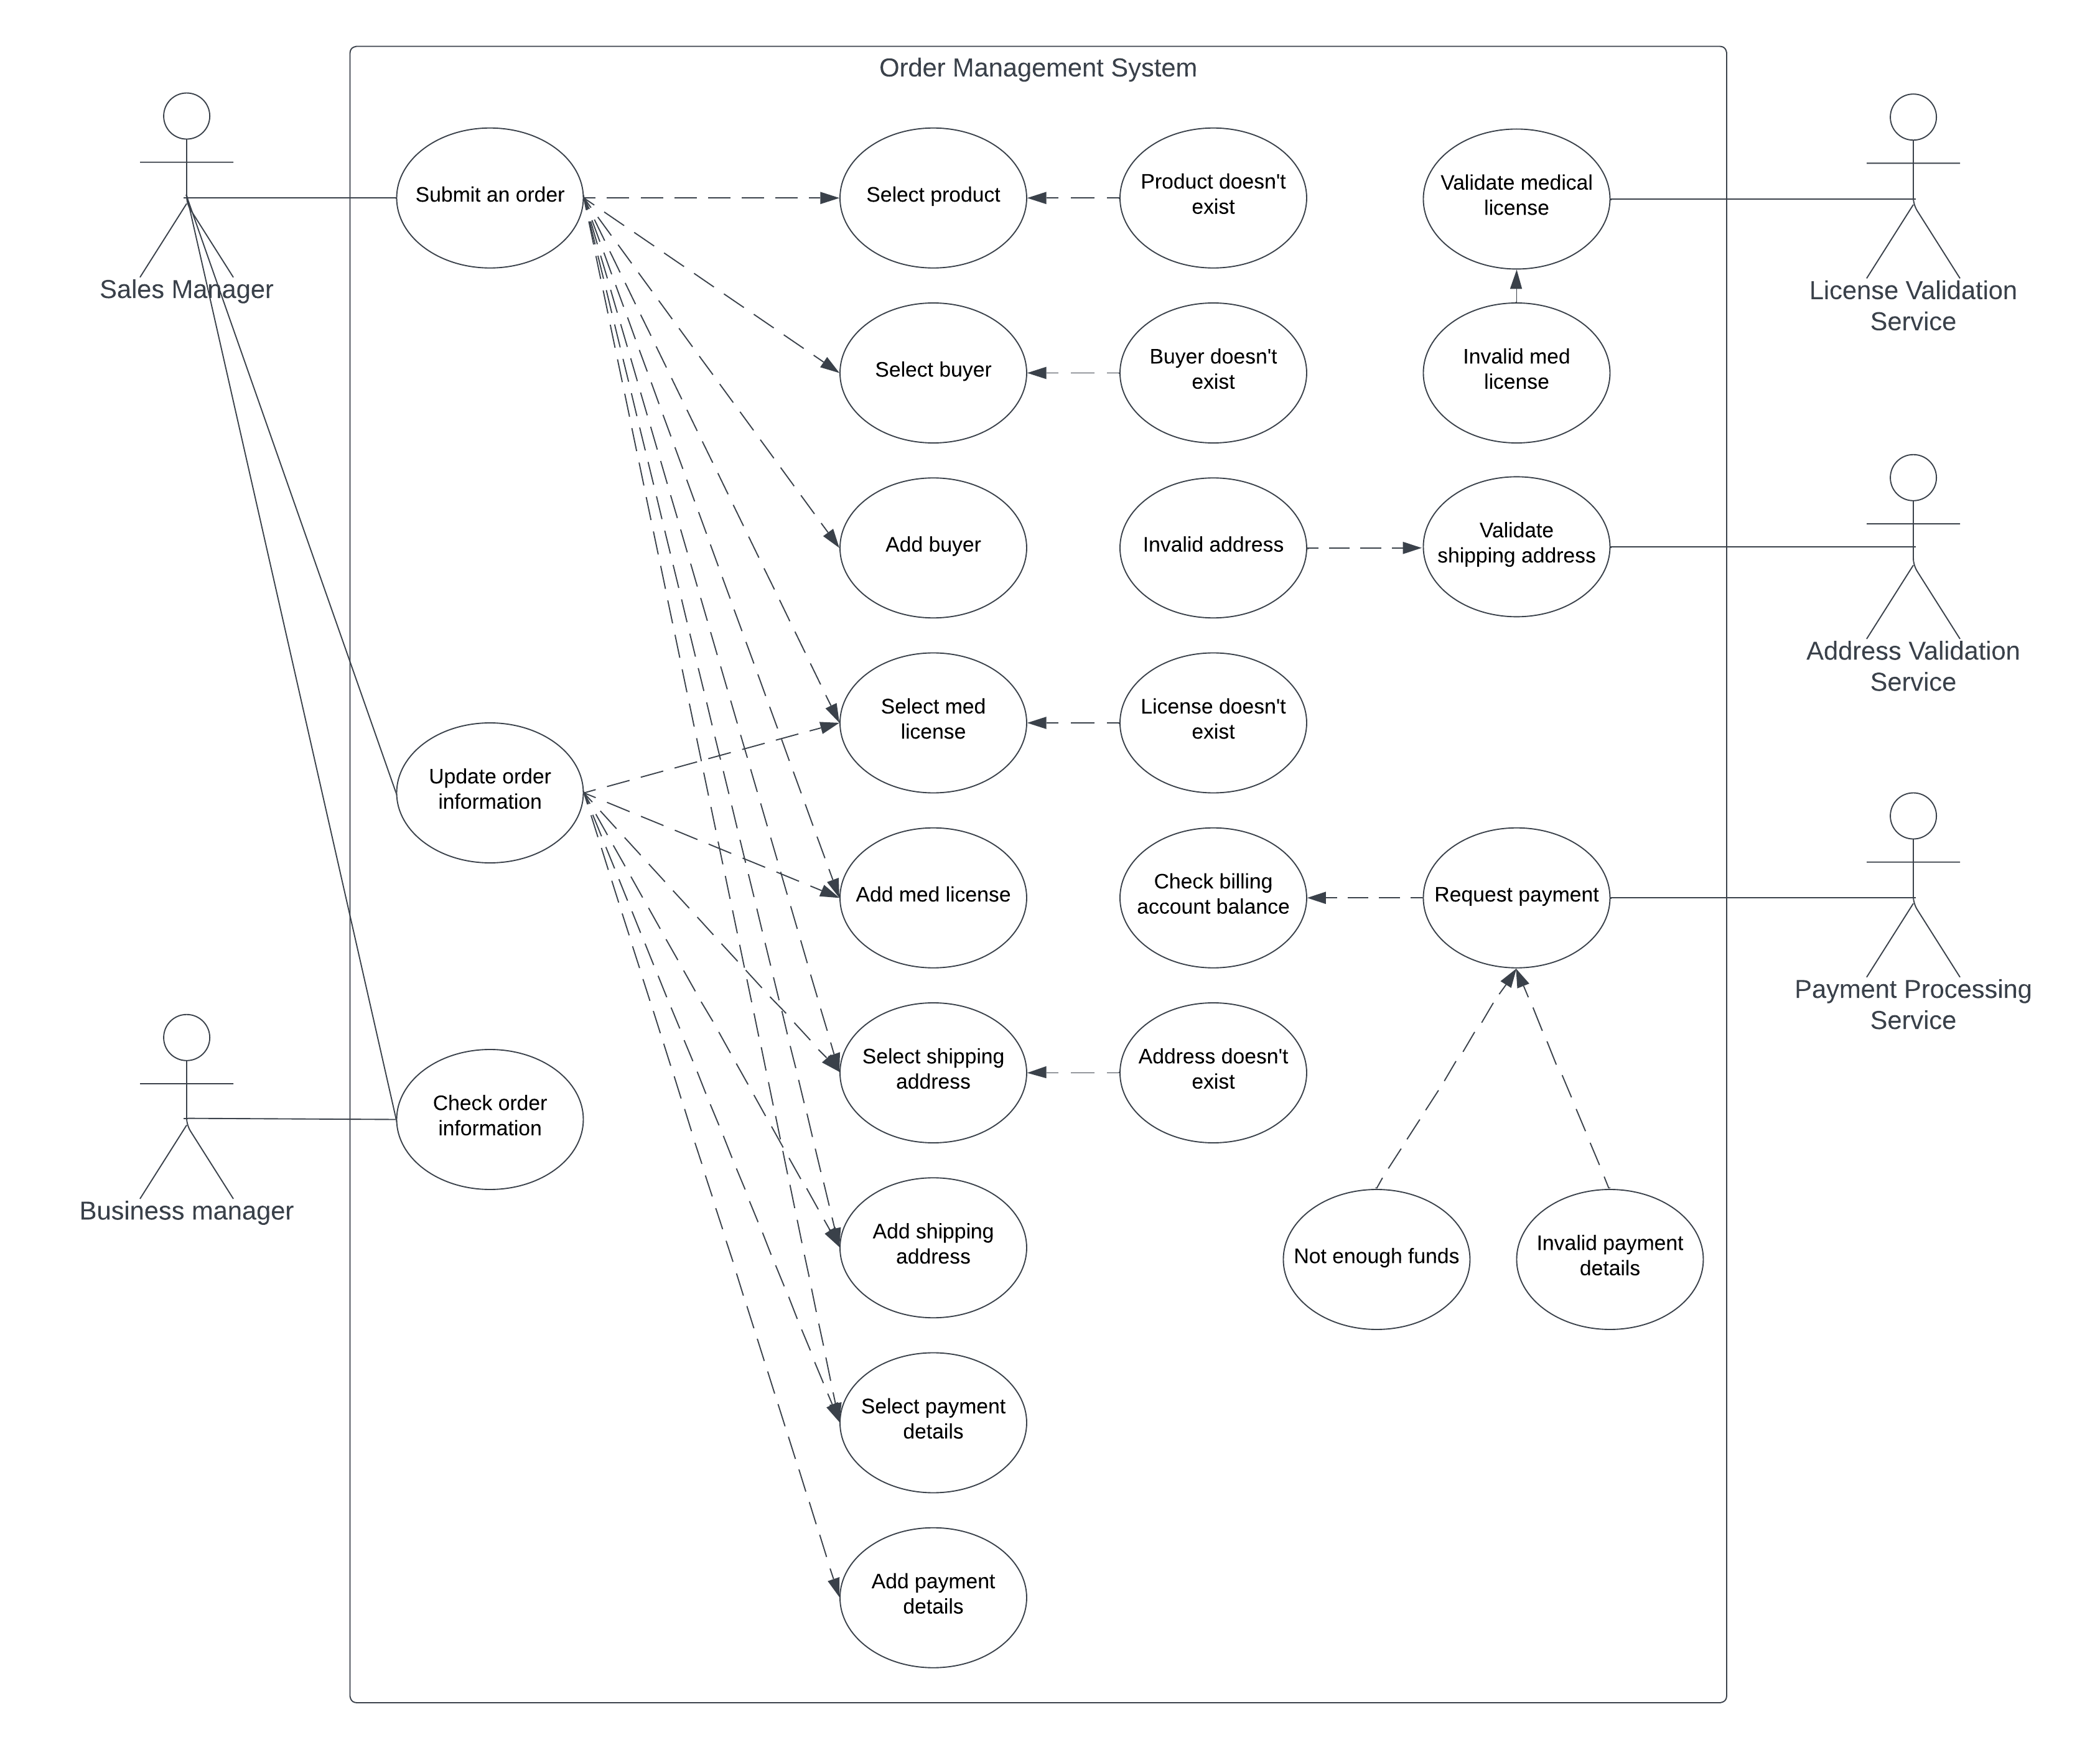 Order Management System
Sales Manager
Submit an order
Select product
Product doesn't
exist
Validate medical
license
License Validation
Service
Select buyer
Buyer doesn't
exist
Invalid med
license
Add buyer
Invalid address
Validate
shipping address
Address Validation
Service
Update order
information
Select med
license
License doesn't
exist
Add med license
Check billing
account balance
Request payment
Payment Processing
Service
Business manager
Check order
information
Select shipping
address
Address doesn't
exist
Add shipping
address
Not enough funds
Invalid payment
details
Select payment
details
Add payment
details